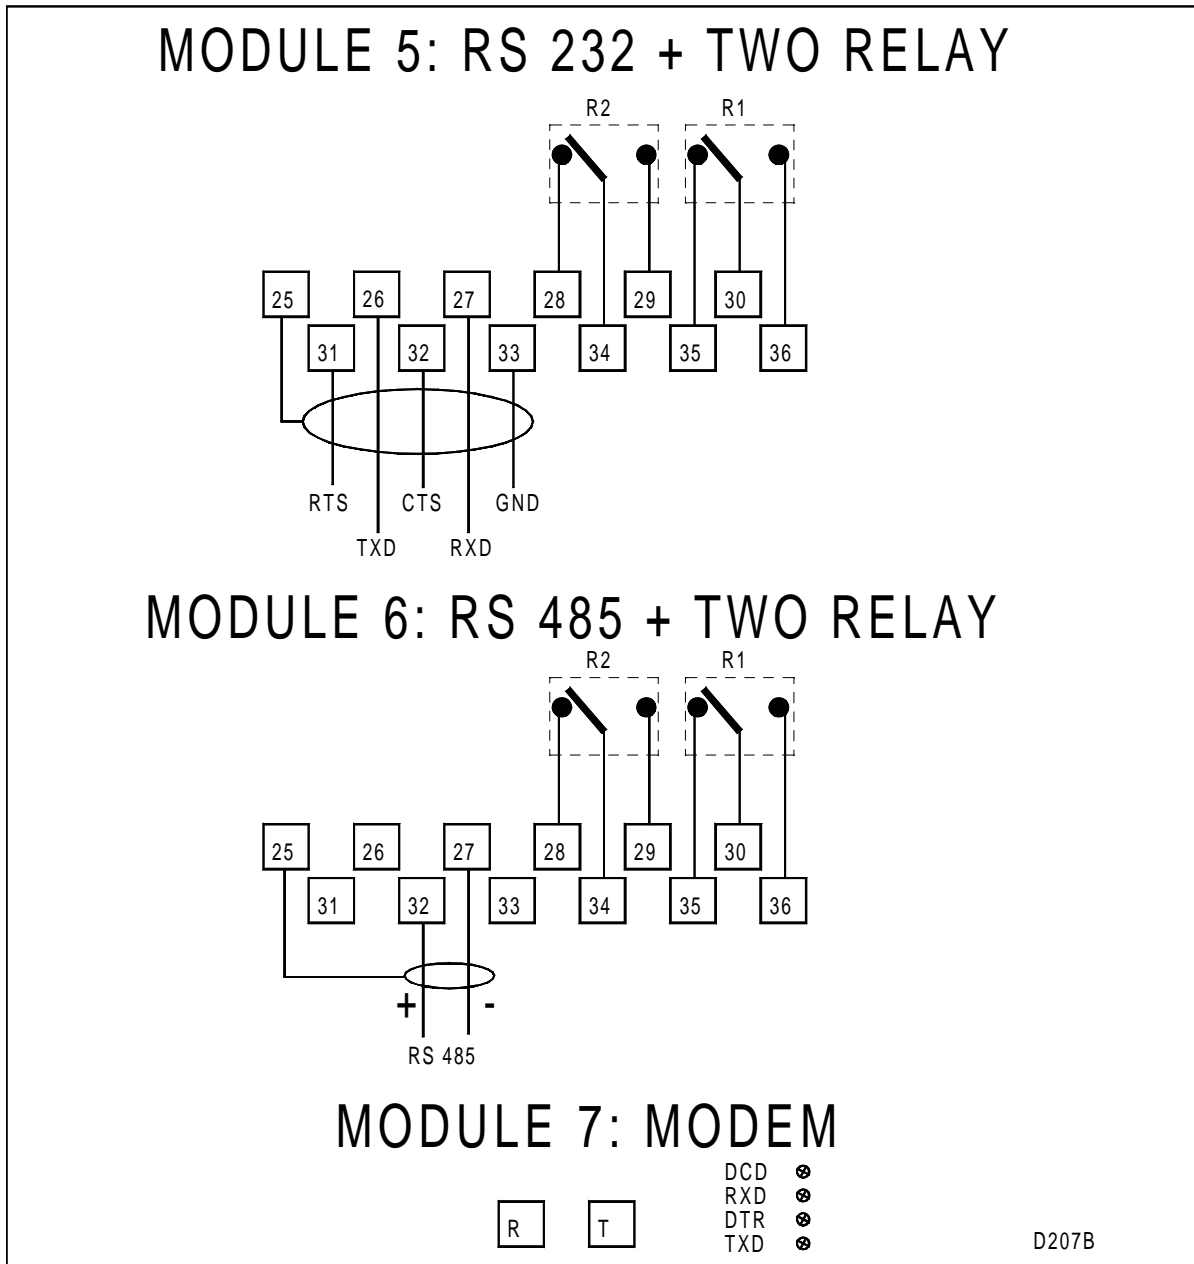 MODULE 5: RS 232 + TWO RELAY
R2 R1
25 26 27 28 29 30
31 32 33 34 35 36
RTS CTS GND
TXD RXD
MODULE 6: RS 485 + TWO RELAY
R2 R1
25 26 27 28 29 30
31 32 33 34 35 36
+ -
RS 485
MODULE 7: MODEM
DCD
RXD
R T DTR
TXD D207B